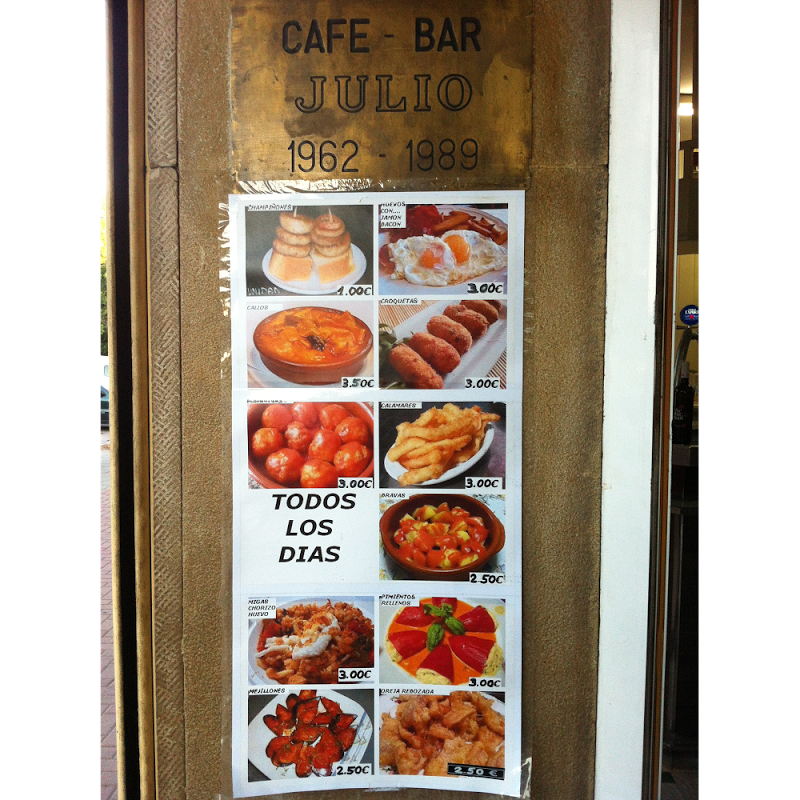 CAFE - BAR
JULIO
1962 - 1989
CHAMPIÑONES
UNIDAD
1.00€
HUEVOS
CON....
JAMON
BACON
3.00€
CALLOS
3.50€
CROQUETAS
3.00€
3.00€
CALAMARES
3.00€
TODOS
LOS
DIAS
BRAVAS
2.50€
MIGAS
CHORIZO
HUEVO
3.00€
PIMIENTOS
RELLENOS
3.00€
MEJILLONES
2.50€
OREJA REBOZADA
2.50 €